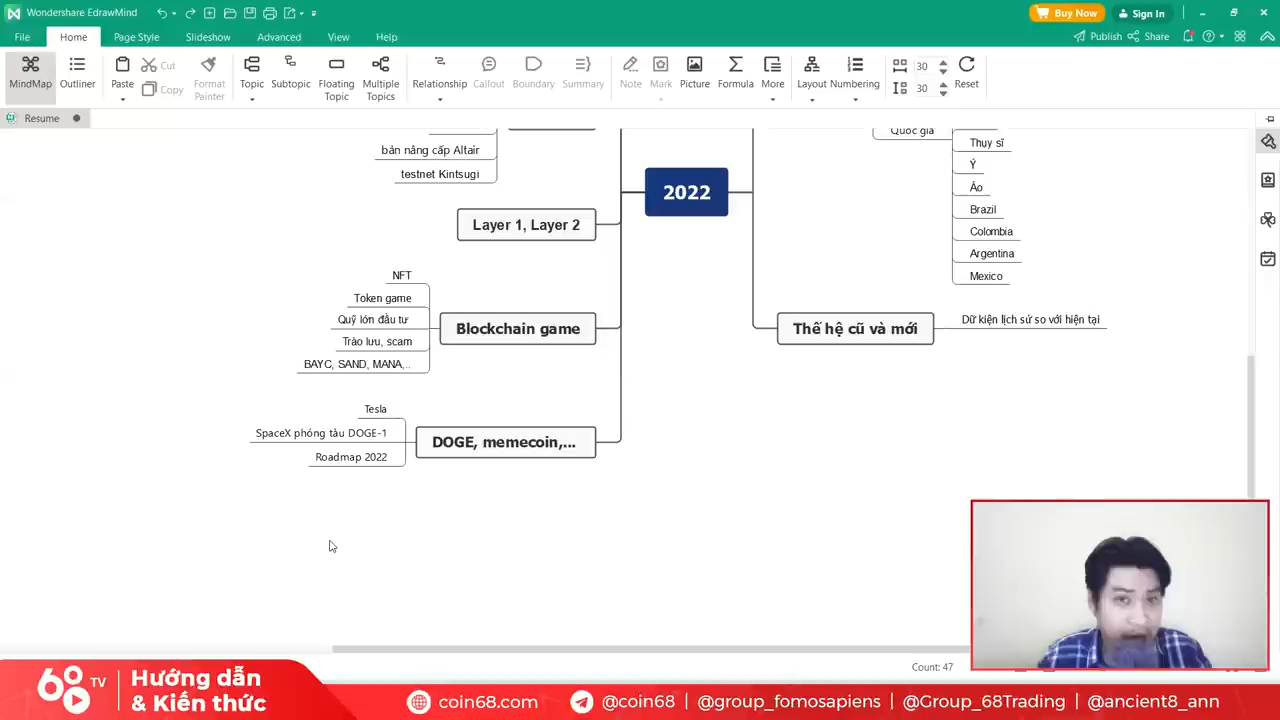 Wondershare EdrawMind
Buy Now
Sign In
File Home Page Style Slideshow Advanced View Help
Publish Share
MindMap
Outliner
Paste
Cut
Copy
Format Painter
Topic
Subtopic
Floating Topic
Multiple Topics
Relationship
Callout
Boundary
Summary
Note
Mark
Picture
Formula
More
Layout
Numbering
30
30
Reset
Resume
bản nâng cấp Altair
testnet Kintsugi
2022
Layer 1, Layer 2
NFT
Token game
Quỹ lớn đầu tư
Trào lưu, scam
BAYC, SAND, MANA,..
Blockchain game
Tesla
SpaceX phóng tàu DOGE-1
Roadmap 2022
DOGE, memecoin,...
Quốc gia
Thụy sĩ
Ý
Áo
Brazil
Colombia
Argentina
Mexico
Thế hệ cũ và mới
Dữ kiện lịch sử so với hiện tại
Count: 47
68 TV
Hướng dẫn
& Kiến thức
coin68.com
@coin68 | @group_fomosapiens | @Group_68Trading | @ancient8_ann